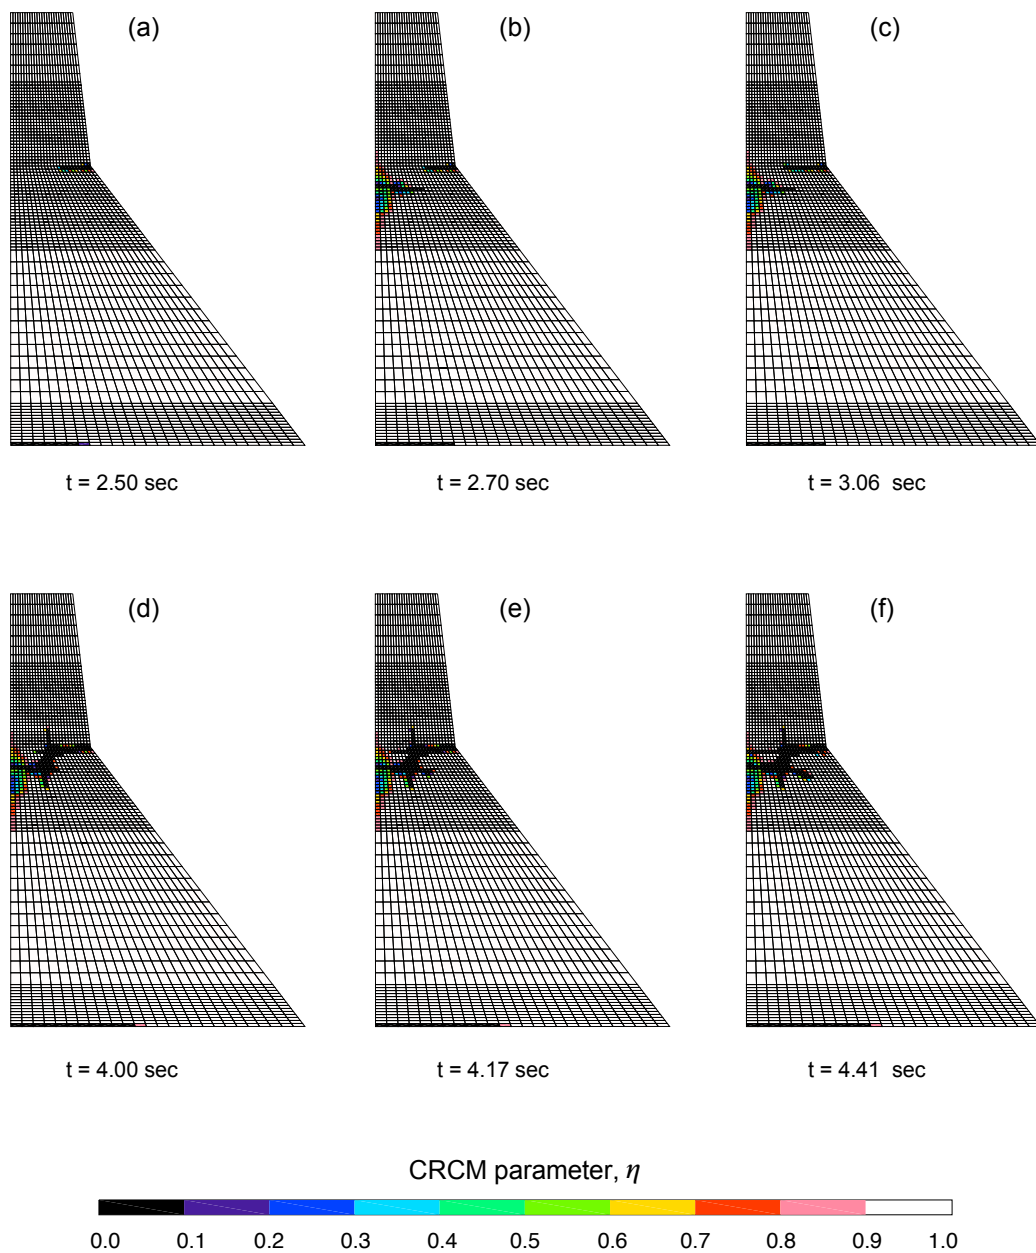 (a) (b) (c)
t = 2.50 sec t = 2.70 sec t = 3.06 sec
(d) (e) (f)
t = 4.00 sec t = 4.17 sec t = 4.41 sec
CRCM parameter, η
0.0 0.1 0.2 0.3 0.4 0.5 0.6 0.7 0.8 0.9 1.0